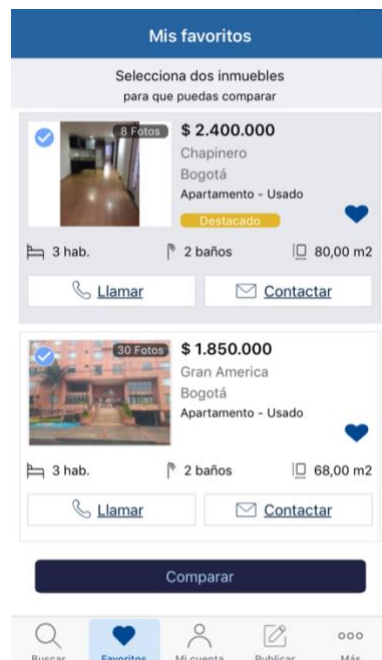 Mis favoritos
Selecciona dos inmuebles
para que puedas comparar
8 Fotos
$ 2.400.000
Chapinero
Bogotá
Apartamento - Usado
Destacado
3 hab.
2 baños
80,00 m2
Llamar
Contactar
30 Fotos
$ 1.850.000
Gran America
Bogotá
Apartamento - Usado
3 hab.
2 baños
68,00 m2
Llamar
Contactar
Comparar
Buscar
Favoritos
Mi cuenta
Publicar
Más